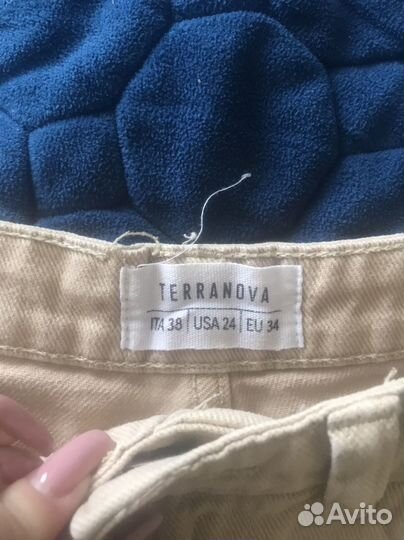 TERRANOVA
ITA 38 | USA 24 | EU 34
Avito